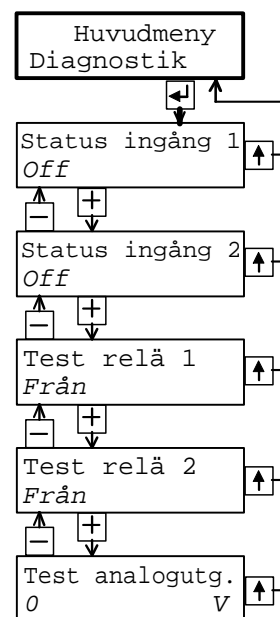 Huvudmeny
Diagnostik
Status ingång 1
Off
Status ingång 2
Off
Test relä 1
Från
Test relä 2
Från
Test analogutg.
0 V